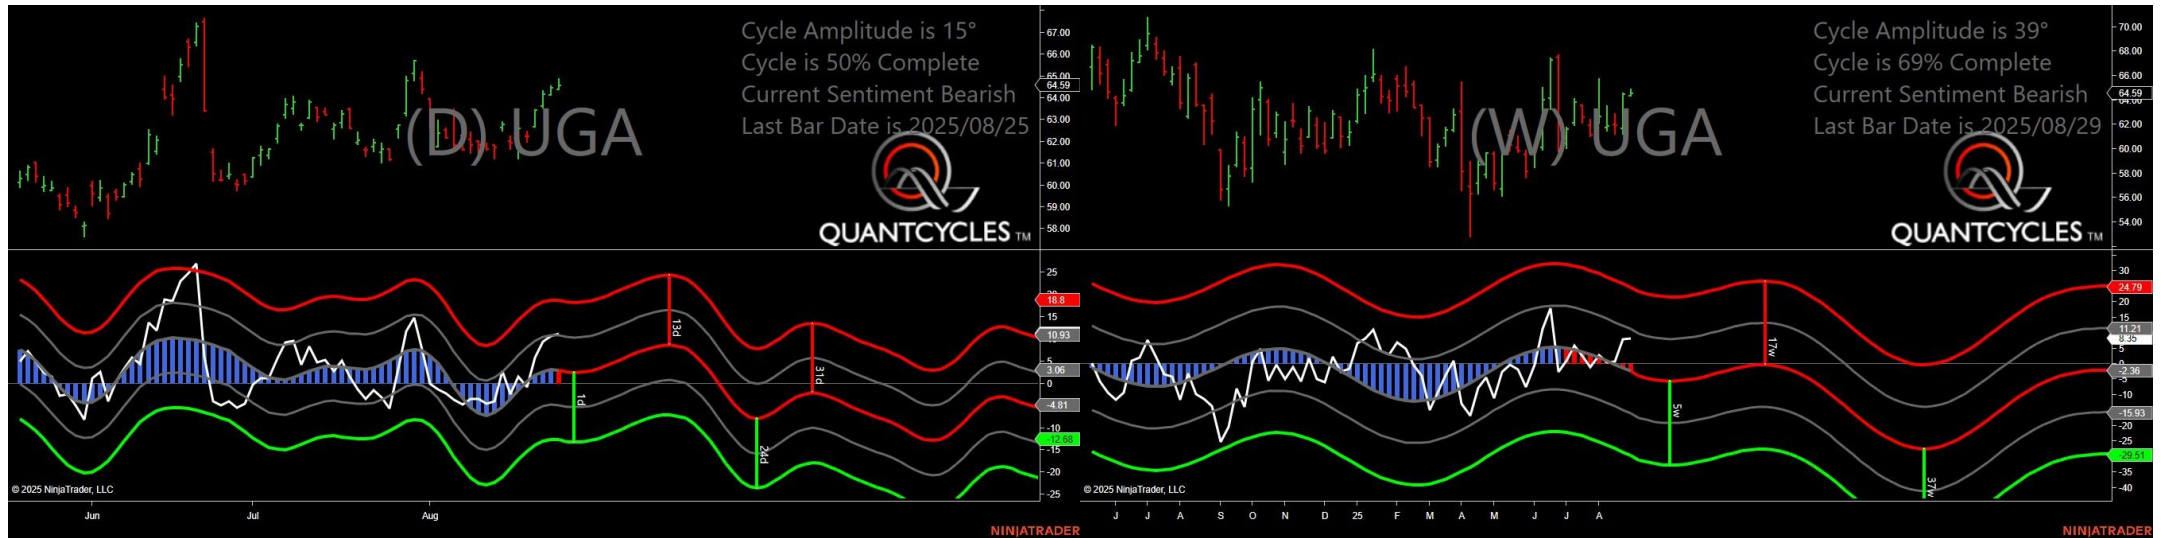 Cycle Amplitude is 15°
Cycle is 50% Complete
Current Sentiment Bearish
Last Bar Date is 2025/08/25
(D) UGA
QUANTCYCLES TM
67.00
66.00
65.00
64.59
64.00
63.00
62.00
61.00
60.00
59.00
58.00
25
18.8
15
10.93
5
3.06
0
-4.81
-10
-12.68
-15
-20
-25
13d
31d
1d
24d
© 2025 NinjaTrader, LLC
Jun Jul Aug
NINJATRADER
Cycle Amplitude is 39°
Cycle is 69% Complete
Current Sentiment Bearish
Last Bar Date is 2025/08/29
(W) UGA
QUANTCYCLES TM
70.00
68.00
66.00
64.59
64.00
62.00
60.00
58.00
56.00
54.00
30
24.79
20
15
11.21
8.35
5
0
-2.36
-5
-10
-15.93
-20
-25
-29.51
-35
-40
17w
5w
37w
© 2025 NinjaTrader, LLC
J J A S O N D 25 F M A M J J A
NINJATRADER